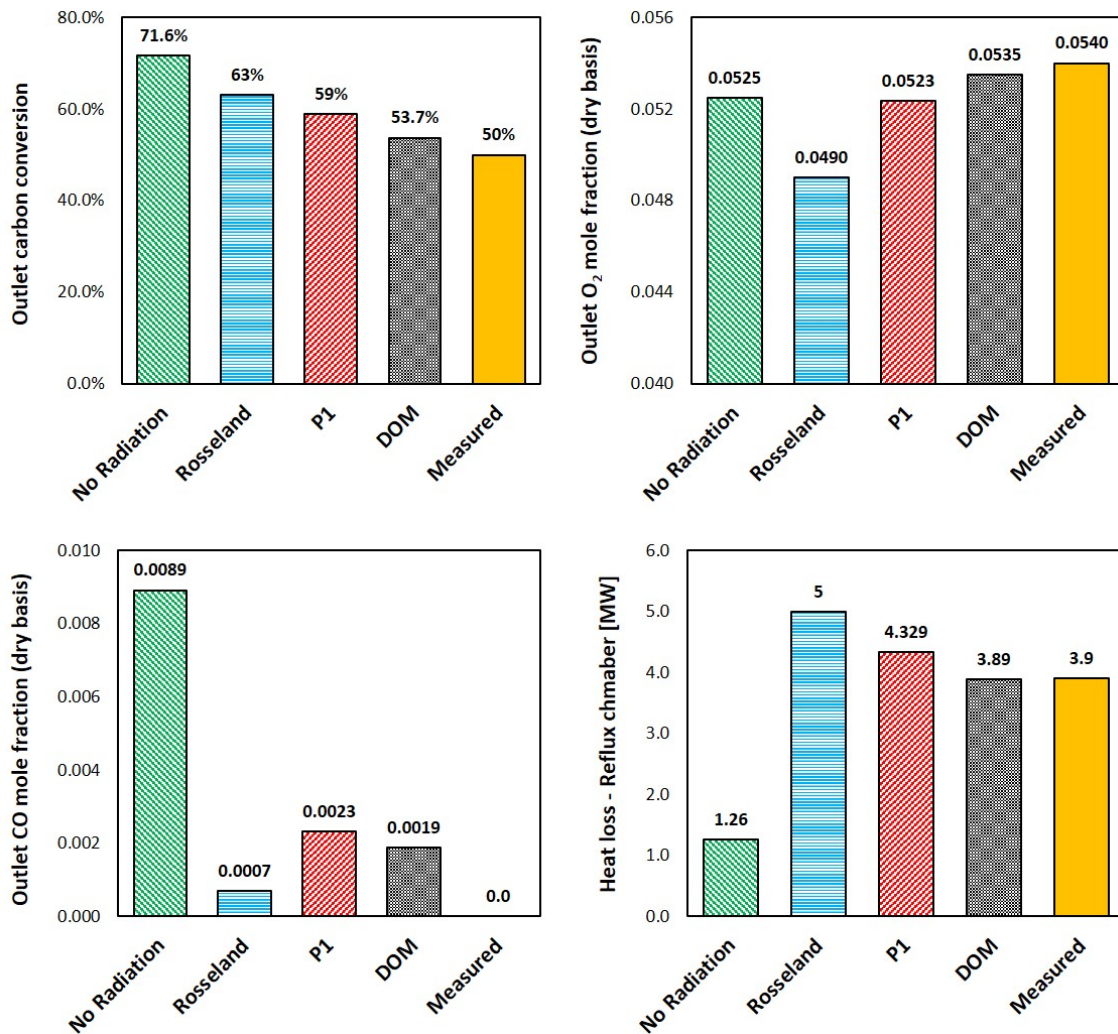 Outlet carbon conversion
80.0%
60.0%
40.0%
20.0%
0.0%
71.6%
63%
59%
53.7%
50%
No Radiation
Rosseland
P1
DOM
Measured
Outlet O₂ mole fraction (dry basis)
0.056
0.052
0.048
0.044
0.040
0.0525
0.0490
0.0523
0.0535
0.0540
No Radiation
Rosseland
P1
DOM
Measured
Outlet CO mole fraction (dry basis)
0.010
0.008
0.006
0.004
0.002
0.000
0.0089
0.0007
0.0023
0.0019
0.0
No Radiation
Rosseland
P1
DOM
Measured
Heat loss - Reflux chmaber [MW]
6.0
5.0
4.0
3.0
2.0
1.0
0.0
1.26
5
4.329
3.89
3.9
No Radiation
Rosseland
P1
DOM
Measured